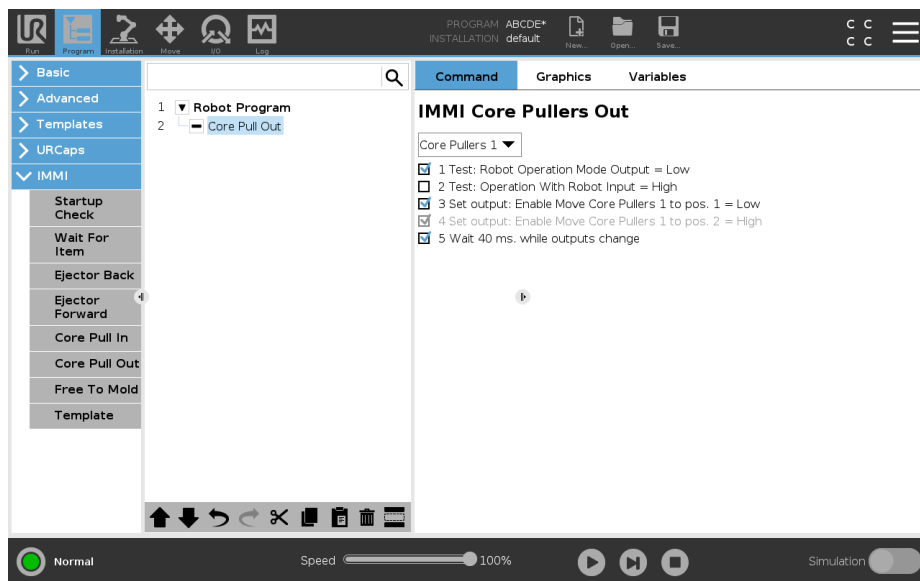 PROGRAM ABCDE*
INSTALLATION default
Run
Program
Installation
Move
I/O
Log
New...
Open...
Save...
C C
C C
Basic
Advanced
Templates
URCaps
IMMI
Startup
Check
Wait For
Item
Ejector Back
Ejector
Forward
Core Pull In
Core Pull Out
Free To Mold
Template
1 Robot Program
2 Core Pull Out
Command Graphics Variables
IMMI Core Pullers Out
Core Pullers 1
1 Test: Robot Operation Mode Output = Low
2 Test: Operation With Robot Input = High
3 Set output: Enable Move Core Pullers 1 to pos. 1 = Low
4 Set output: Enable Move Core Pullers 1 to pos. 2 = High
5 Wait 40 ms. while outputs change
Normal
Speed 100%
Simulation